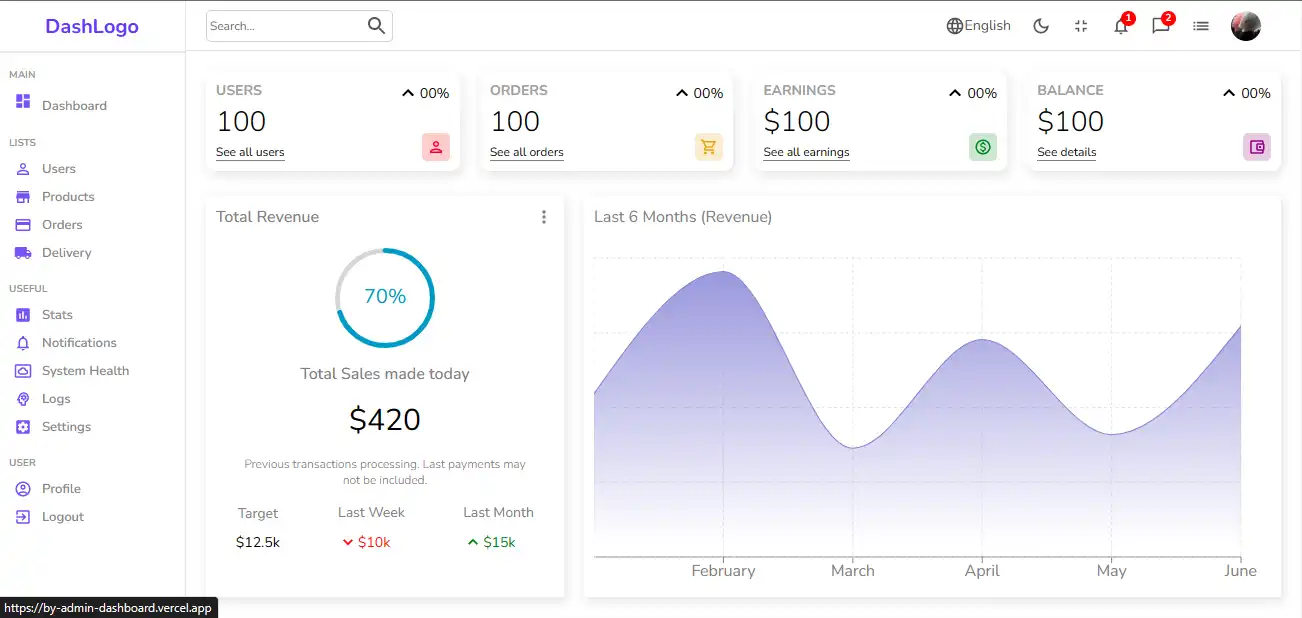 DashLogo
Search...
English
1
2
MAIN
Dashboard
LISTS
Users
Products
Orders
Delivery
USEFUL
Stats
Notifications
System Health
Logs
Settings
USER
Profile
Logout
USERS
00%
100
See all users
ORDERS
00%
100
See all orders
EARNINGS
00%
$100
See all earnings
BALANCE
00%
$100
See details
Total Revenue
70%
Total Sales made today
$420
Previous transactions processing. Last payments may
not be included.
Target
$12.5k
Last Week
$10k
Last Month
$15k
Last 6 Months (Revenue)
February March April May June
https://by-admin-dashboard.vercel.app